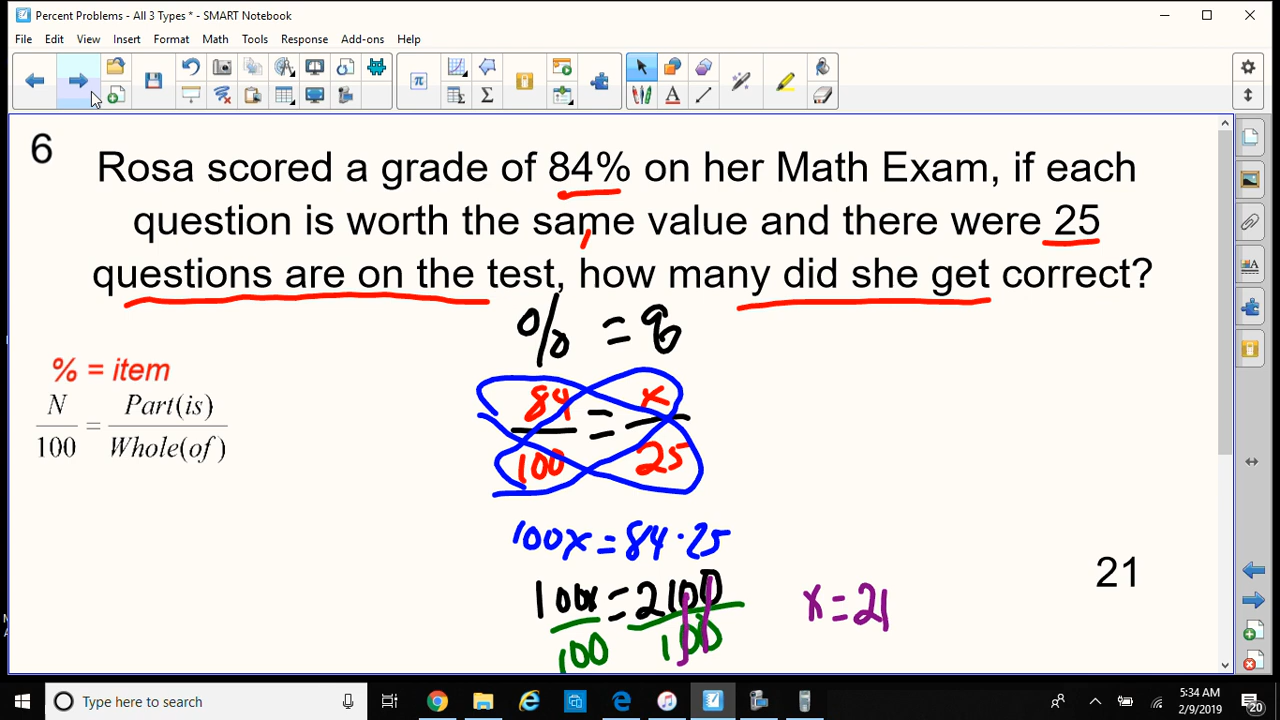 Percent Problems - All 3 Types * - SMART Notebook
File Edit View Insert Format Math Tools Response Add-ons Help
6
Rosa scored a grade of 84% on her Math Exam, if each
question is worth the same value and there were 25
questions are on the test, how many did she get correct?
% = q
% = item
N/100 = Part(is)/Whole(of)
84/100 = x/25
100x = 84 · 25
100x/100 = 2100/100
x = 21
21
Type here to search
5:34 AM
2/9/2019
20